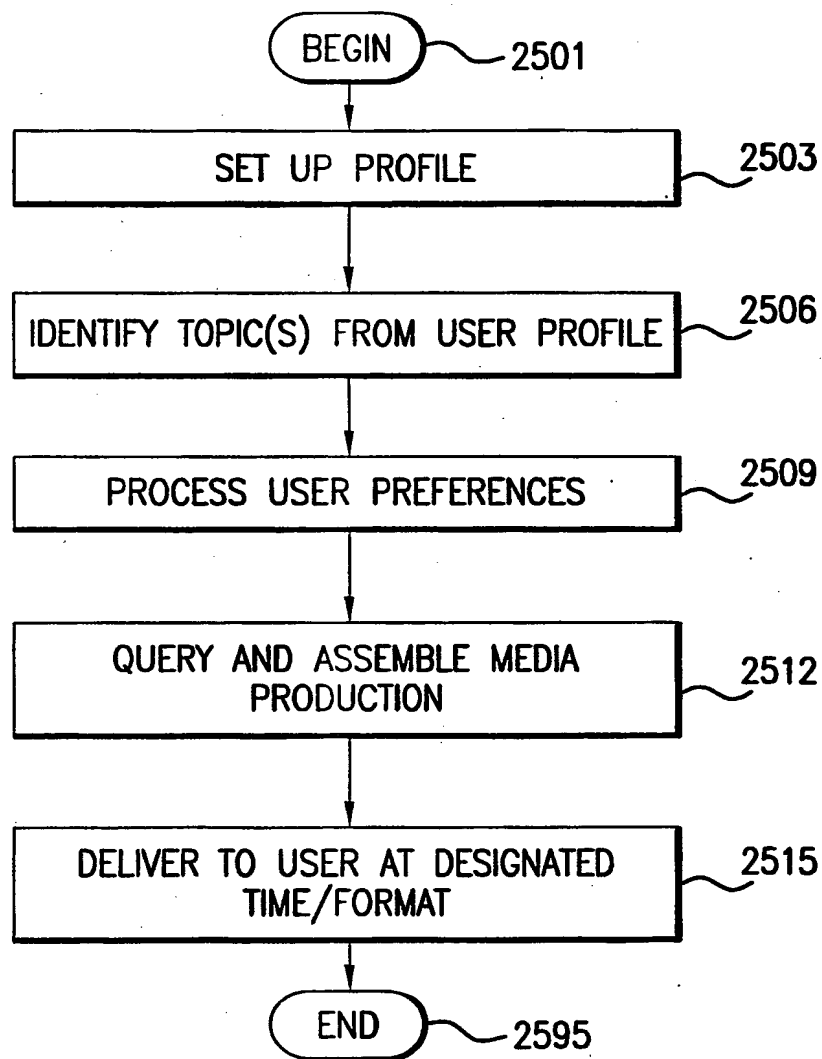 BEGIN 2501
SET UP PROFILE 2503
IDENTIFY TOPIC(S) FROM USER PROFILE 2506
PROCESS USER PREFERENCES 2509
QUERY AND ASSEMBLE MEDIA
PRODUCTION 2512
DELIVER TO USER AT DESIGNATED
TIME/FORMAT 2515
END 2595